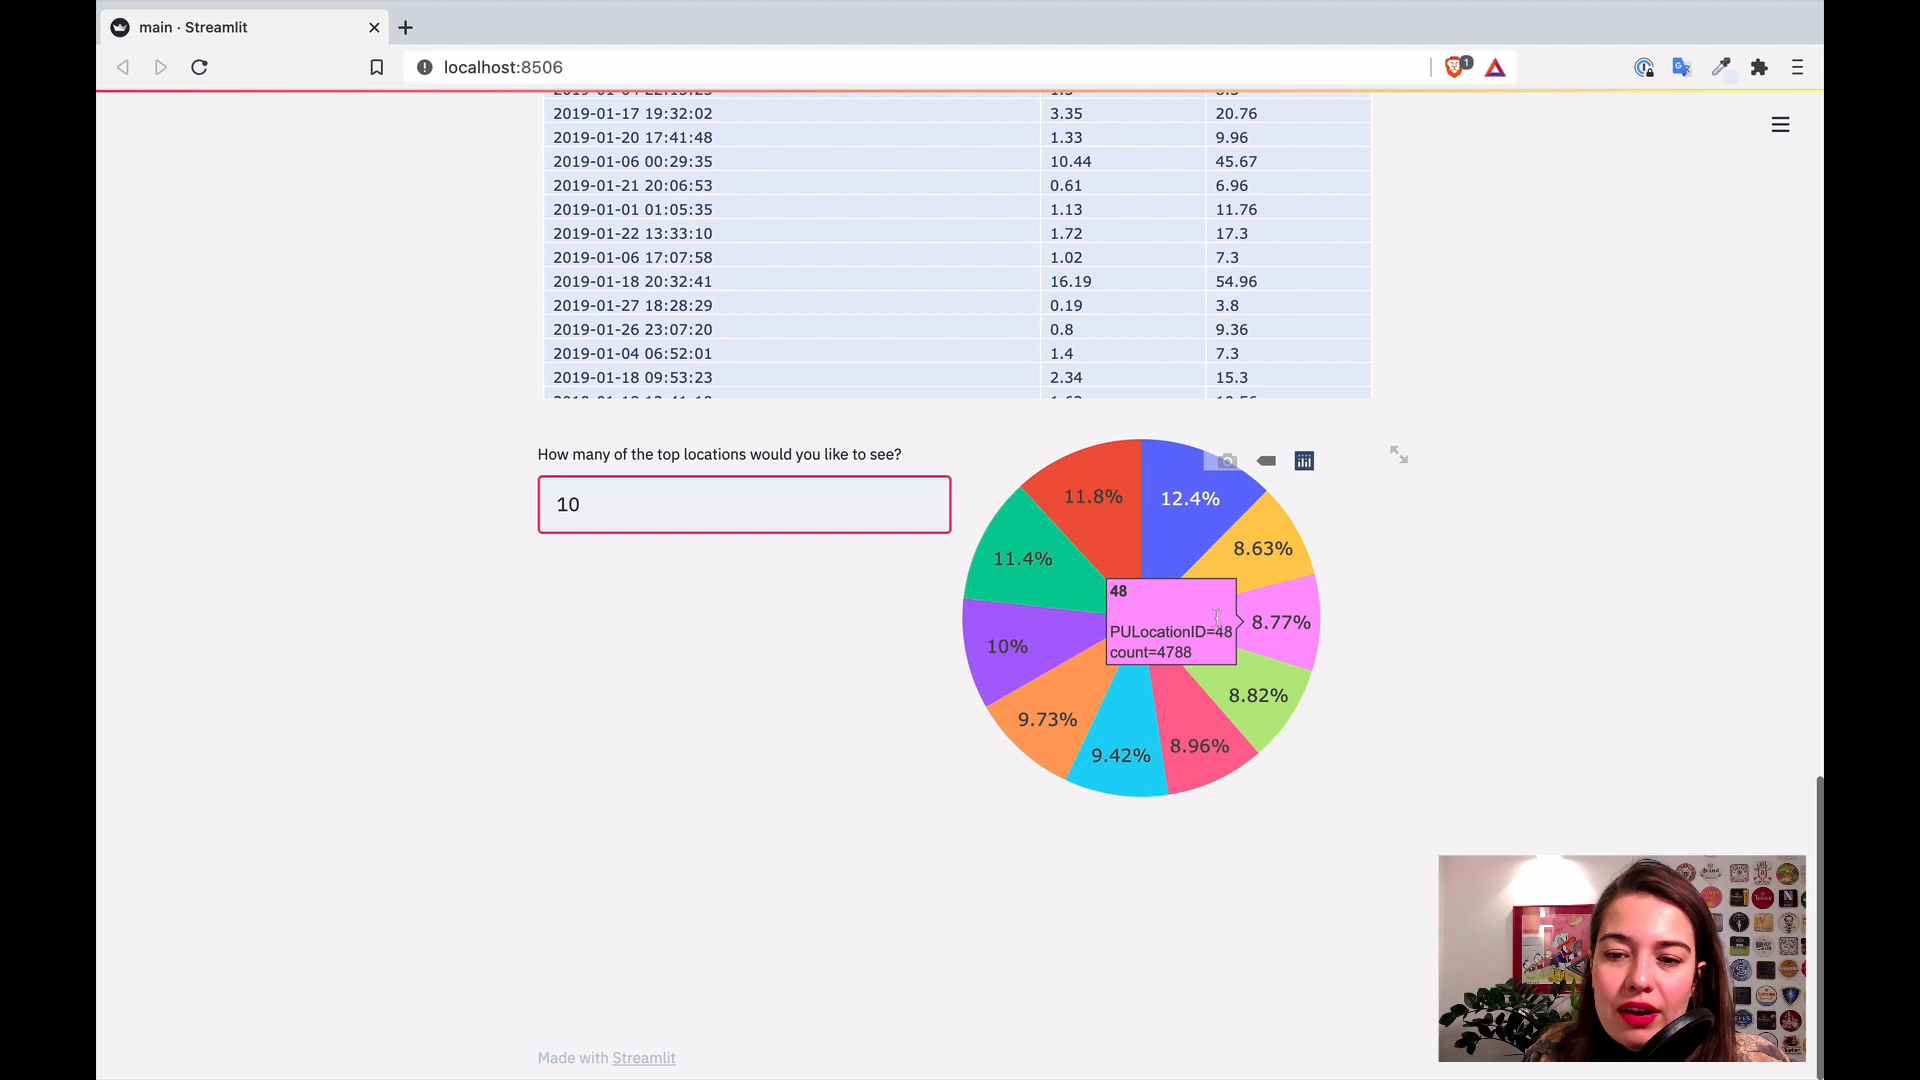 main · Streamlit
localhost:8506
1
2019-01-17 19:32:02 3.35 20.76
2019-01-20 17:41:48 1.33 9.96
2019-01-06 00:29:35 10.44 45.67
2019-01-21 20:06:53 0.61 6.96
2019-01-01 01:05:35 1.13 11.76
2019-01-22 13:33:10 1.72 17.3
2019-01-06 17:07:58 1.02 7.3
2019-01-18 20:32:41 16.19 54.96
2019-01-27 18:28:29 0.19 3.8
2019-01-26 23:07:20 0.8 9.36
2019-01-04 06:52:01 1.4 7.3
2019-01-18 09:53:23 2.34 15.3
How many of the top locations would you like to see?
10
11.8%
12.4%
8.63%
11.4%
48
PULocationID=48
count=4788
8.77%
10%
8.82%
9.73%
9.42%
8.96%
Made with Streamlit